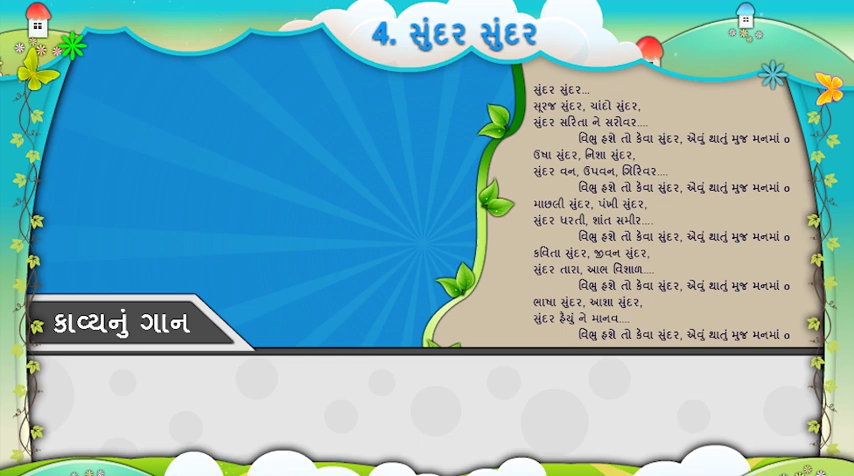 4. સુંદર સુંદર
સુંદર સુંદર...
સૂરજ સુંદર, ચાંદો સુંદર,
સુંદર સરિતા ને સરોવર....
વિભુ હશે તો કેવા સુંદર, એવું થાતું મુજ મનમાં ૦
ઉષા સુંદર, નિશા સુંદર,
સુંદર વન, ઉપવન, ગિરિવર....
વિભુ હશે તો કેવા સુંદર, એવું થાતું મુજ મનમાં ૦
માછલી સુંદર, પંખી સુંદર,
સુંદર ધરતી, શાંત સમીર....
વિભુ હશે તો કેવા સુંદર, એવું થાતું મુજ મનમાં ૦
કવિતા સુંદર, જીવન સુંદર,
સુંદર તારા, આભ વિશાળ....
વિભુ હશે તો કેવા સુંદર, એવું થાતું મુજ મનમાં ૦
ભાષા સુંદર, આશા સુંદર,
સુંદર હૈયું ને માનવ....
વિભુ હશે તો કેવા સુંદર, એવું થાતું મુજ મનમાં ૦
કાવ્યનું ગાન